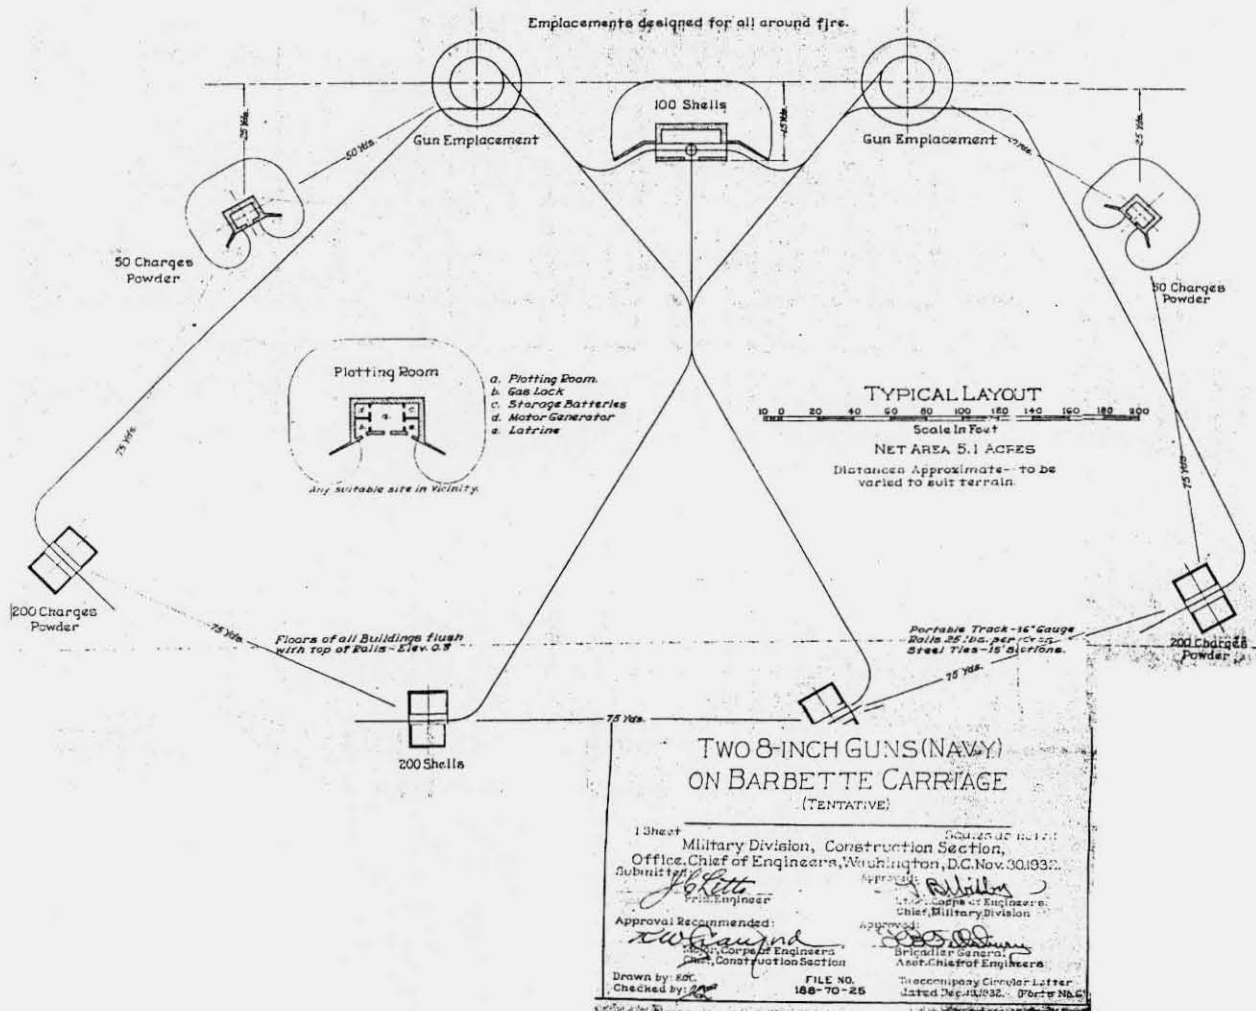 Emplacements designed for all around fire.
100 Shells
15 Yds.
25 Yds.
25 Yds.
50 Yds.
Gun Emplacement
Gun Emplacement
50 Charges
Powder
50 Charges
Powder
Plotting Room
a. Plotting Room.
b. Gas Lock
c. Storage Batteries
d. Motor Generator
e. Latrine
Any suitable site in Vicinity.
TYPICAL LAYOUT
10 0 20 40 60 80 100 120 140 160 180 200
Scale in Feet
NET AREA 5.1 ACRES
Distances Approximate-- to be
varied to suit terrain.
75 Yds.
75 Yds.
200 Charges
Powder
75 Yds.
Floors of all Buildings flush
with top of Rails - Elev. 0.5
Portable Track - 16" Gauge
Rails 25 lbs. per
Steel Ties - 15' Sections.
200 Charges
Powder
75 Yds.
75 Yds.
200 Shells
TWO 8-INCH GUNS (NAVY)
ON BARBETTE CARRIAGE
(TENTATIVE)
1 Sheet
Military Division, Construction Section,
Office, Chief of Engineers, Washington, D.C. Nov. 30, 1932.
Submitted:
Approved:
Prin. Engineer
Corps of Engineers.
Chief, Military Division
Approval Recommended:
Approved:
Major, Corps of Engineers
Chief, Construction Section
Brigadier General
Asst. Chief of Engineers
Drawn by:
Checked by:
FILE NO.
188-70-25
To accompany Circular Letter
dated Dec. 1932.